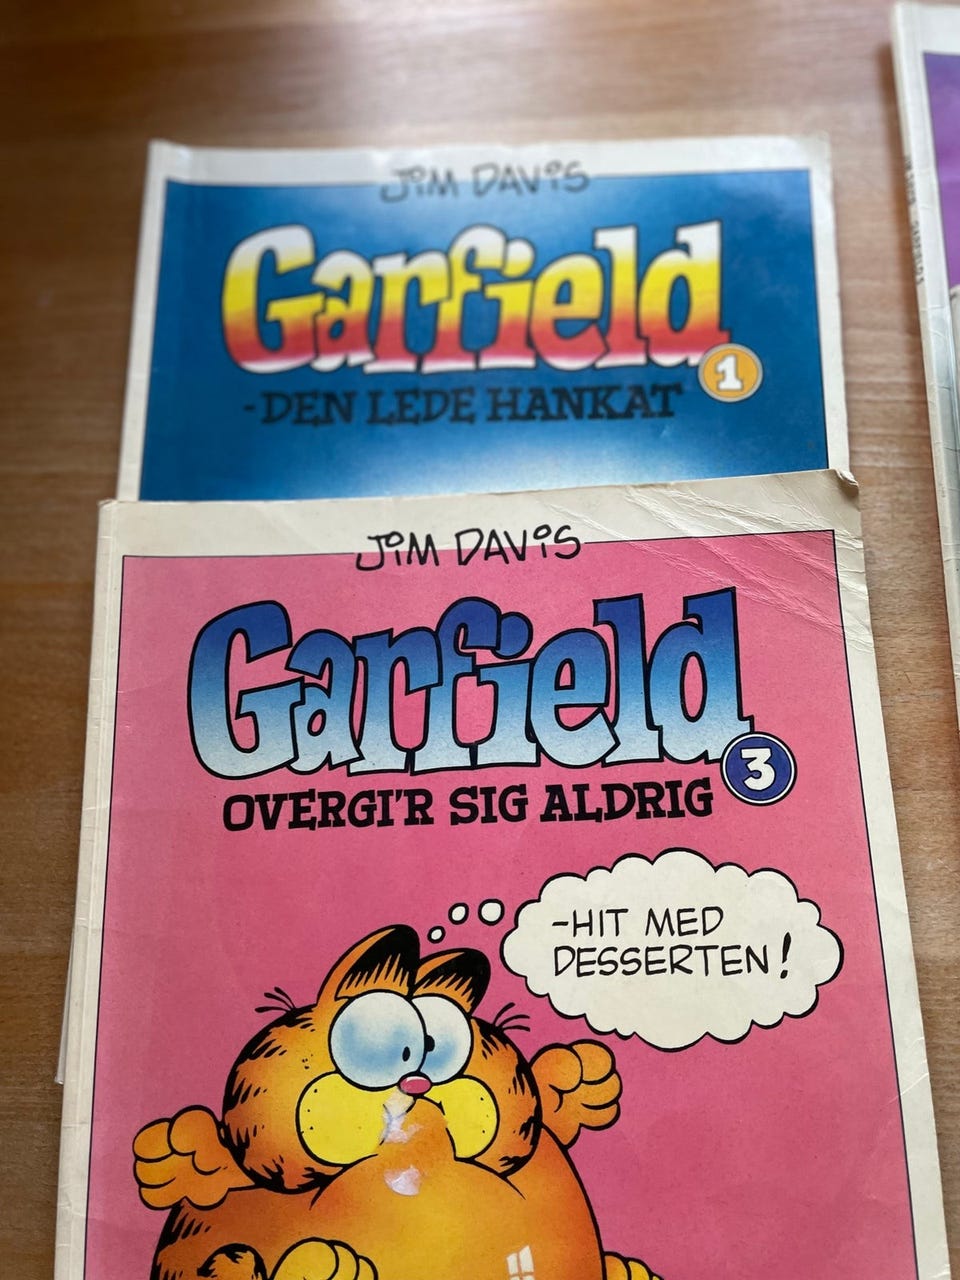 JIM DAVIS
Garfield
1
-DEN LEDE HANKAT
JIM DAVIS
Garfield
3
OVERGI'R SIG ALDRIG
-HIT MED
DESSERTEN!